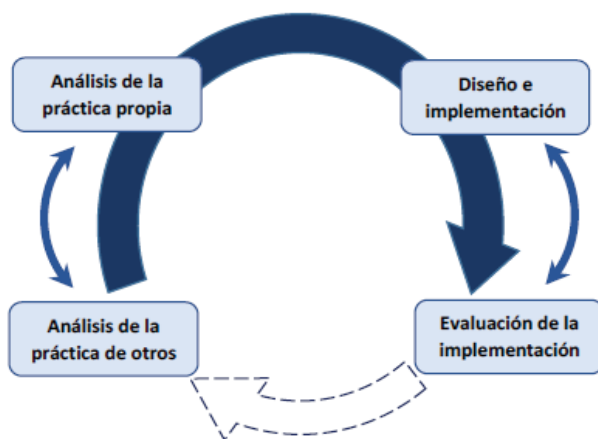 Análisis de la
práctica propia
Diseño e
implementación
Análisis de la
práctica de otros
Evaluación de la
implementación